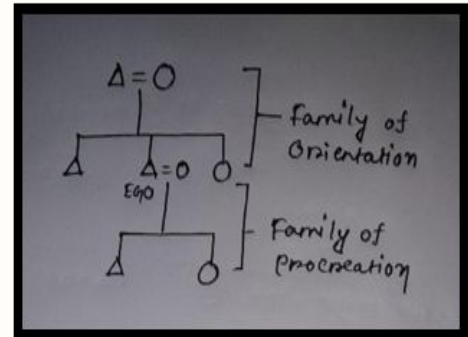 Δ = O
Family of
Orientation
Δ Δ = O O
EGO
Family of
Procreation
Δ O